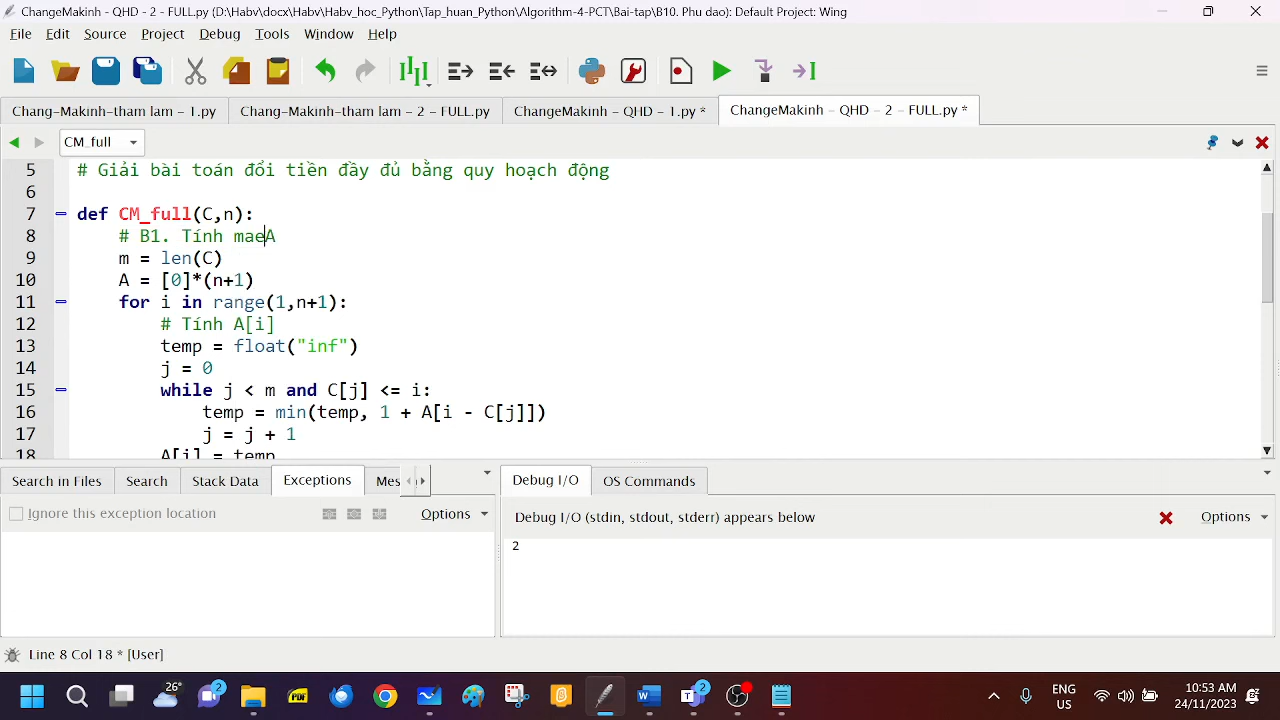 ChangeMakinh - QHD - 2 - FULL.py (D:\Habv\docx\Habv\Habv_hoc_Python\Tap_huan_Python\Algorithm-4-PCT\Bai-tap\B10. Phu dao): Default Project: Wing
File Edit Source Project Debug Tools Window Help
Chang-Makinh-tham lam - 1.py Chang-Makinh-tham lam - 2 - FULL.py ChangeMakinh - QHD - 1.py * ChangeMakinh - QHD - 2 - FULL.py *
CM_full
5 # Giải bài toán đổi tiền đầy đủ bằng quy hoạch động
6
7 def CM_full(C,n):
8 # B1. Tính maeA
9 m = len(C)
10 A = [0]*(n+1)
11 for i in range(1,n+1):
12 # Tính A[i]
13 temp = float("inf")
14 j = 0
15 while j < m and C[j] <= i:
16 temp = min(temp, 1 + A[i - C[j]])
17 j = j + 1
18 A[i] = temp
Search in Files Search Stack Data Exceptions Mes Debug I/O OS Commands
Ignore this exception location Options Debug I/O (stdin, stdout, stderr) appears below Options
2
Line 8 Col 18 * [User]
26° 2 PDF 2 ENG US 10:53 AM 24/11/2023